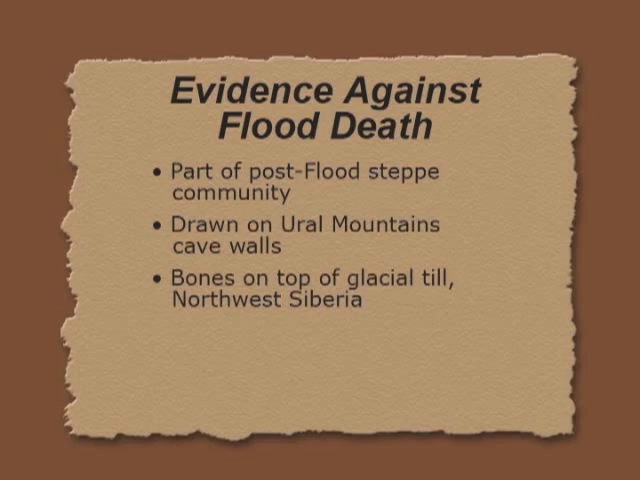 Evidence Against
Flood Death
• Part of post-Flood steppe
community
• Drawn on Ural Mountains
cave walls
• Bones on top of glacial till,
Northwest Siberia